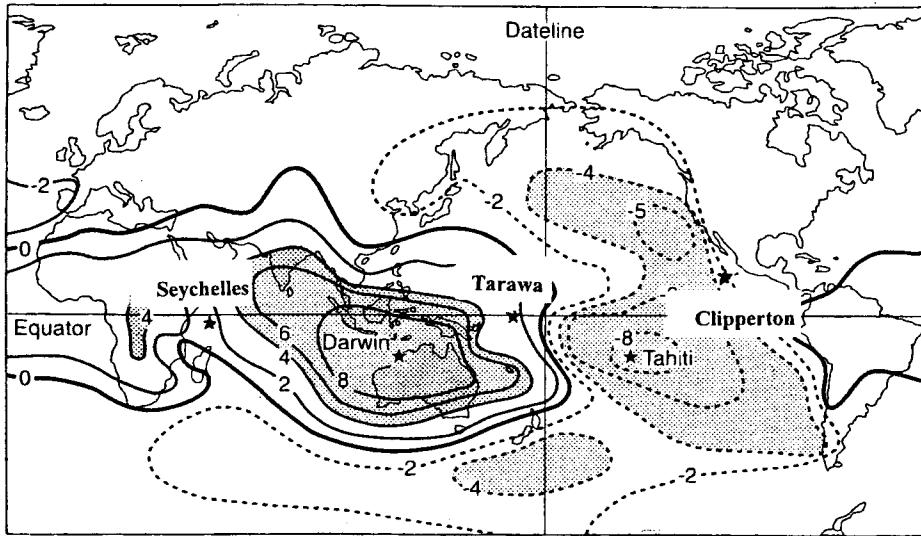 Dateline
-2
-4
-2
-5
0
Seychelles
Tarawa
4
Equator
6
Darwin
4
8
2
Clipperton
-8
Tahiti
0
-2
-4
-2